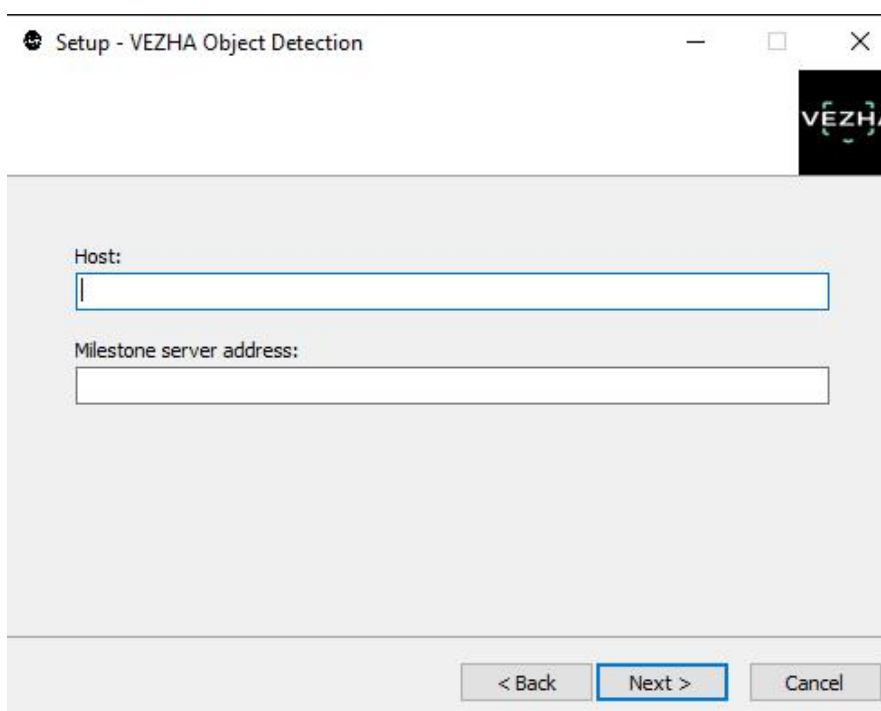 Setup - VEZHA Object Detection
VEZHA
Host:
Milestone server address:
< Back
Next >
Cancel